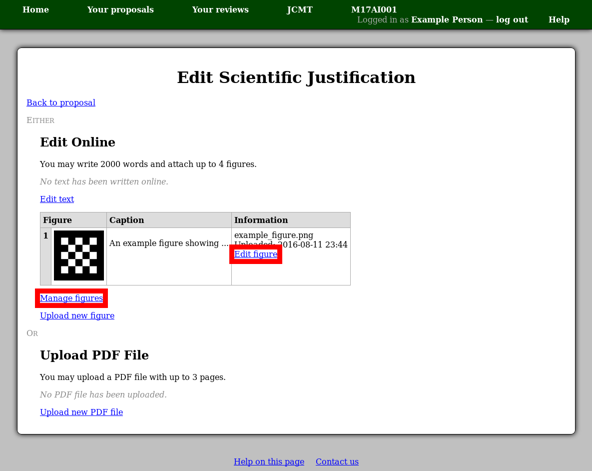 Home Your proposals Your reviews JCMT M17AI001
Logged in as Example Person — log out Help
Edit Scientific Justification
Back to proposal
EITHER
Edit Online
You may write 2000 words and attach up to 4 figures.
No text has been written online.
Edit text
Figure Caption Information
1 An example figure showing ... example_figure.png
Uploaded: 2016-08-11 23:44
Edit figure
Manage figures
Upload new figure
OR
Upload PDF File
You may upload a PDF file with up to 3 pages.
No PDF file has been uploaded.
Upload new PDF file
Help on this page Contact us